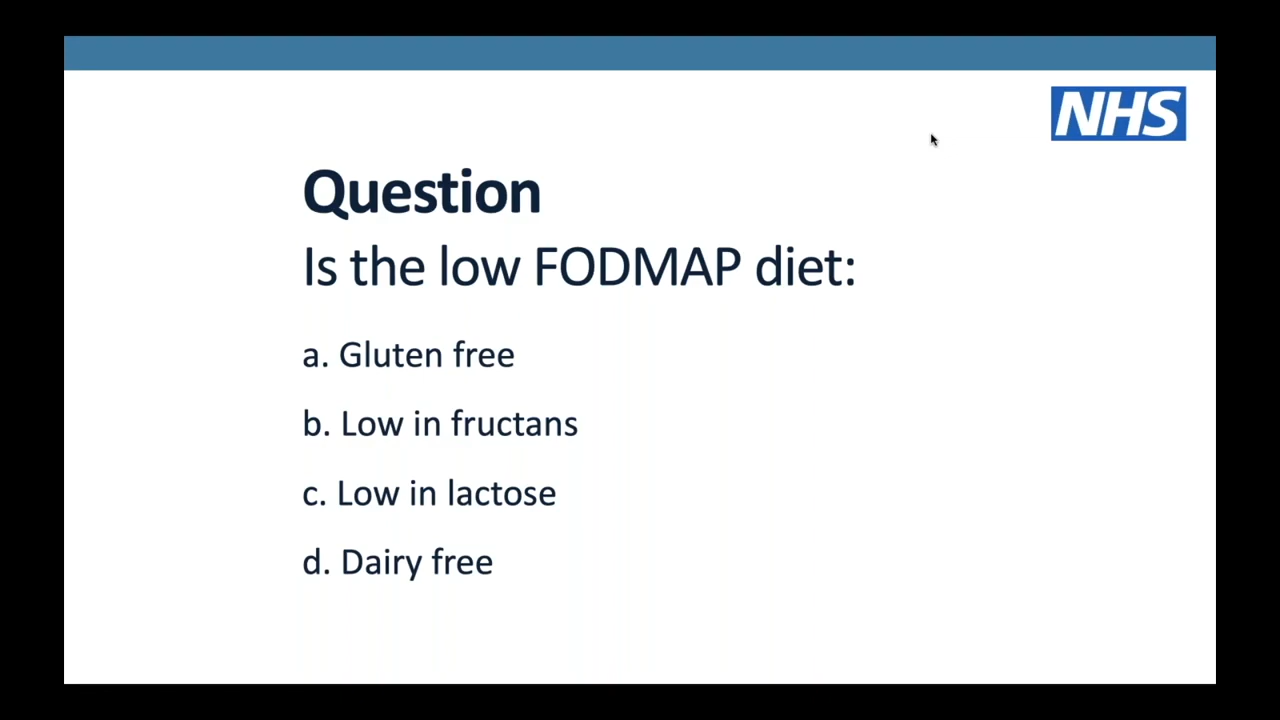 NHS
Question
Is the low FODMAP diet:
a. Gluten free
b. Low in fructans
c. Low in lactose
d. Dairy free